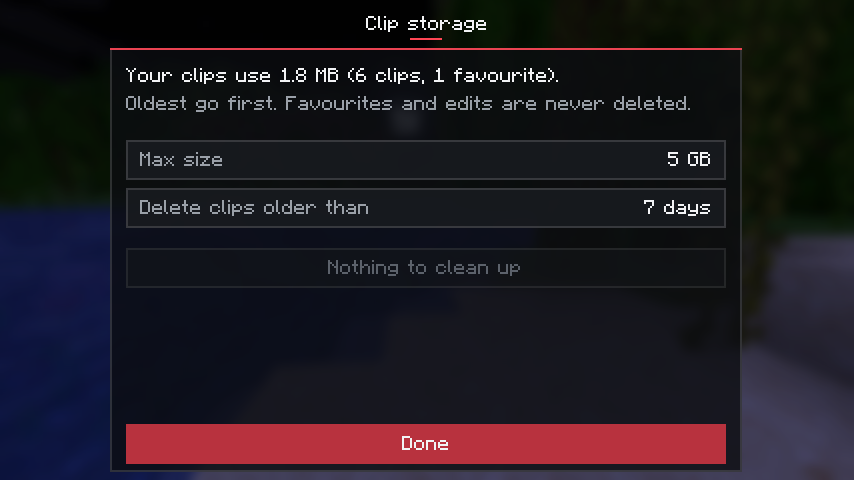 Clip storage
Your clips use 1.8 MB (6 clips, 1 favourite).
Oldest go first. Favourites and edits are never deleted.
Max size 5 GB
Delete clips older than 7 days
Nothing to clean up
Done